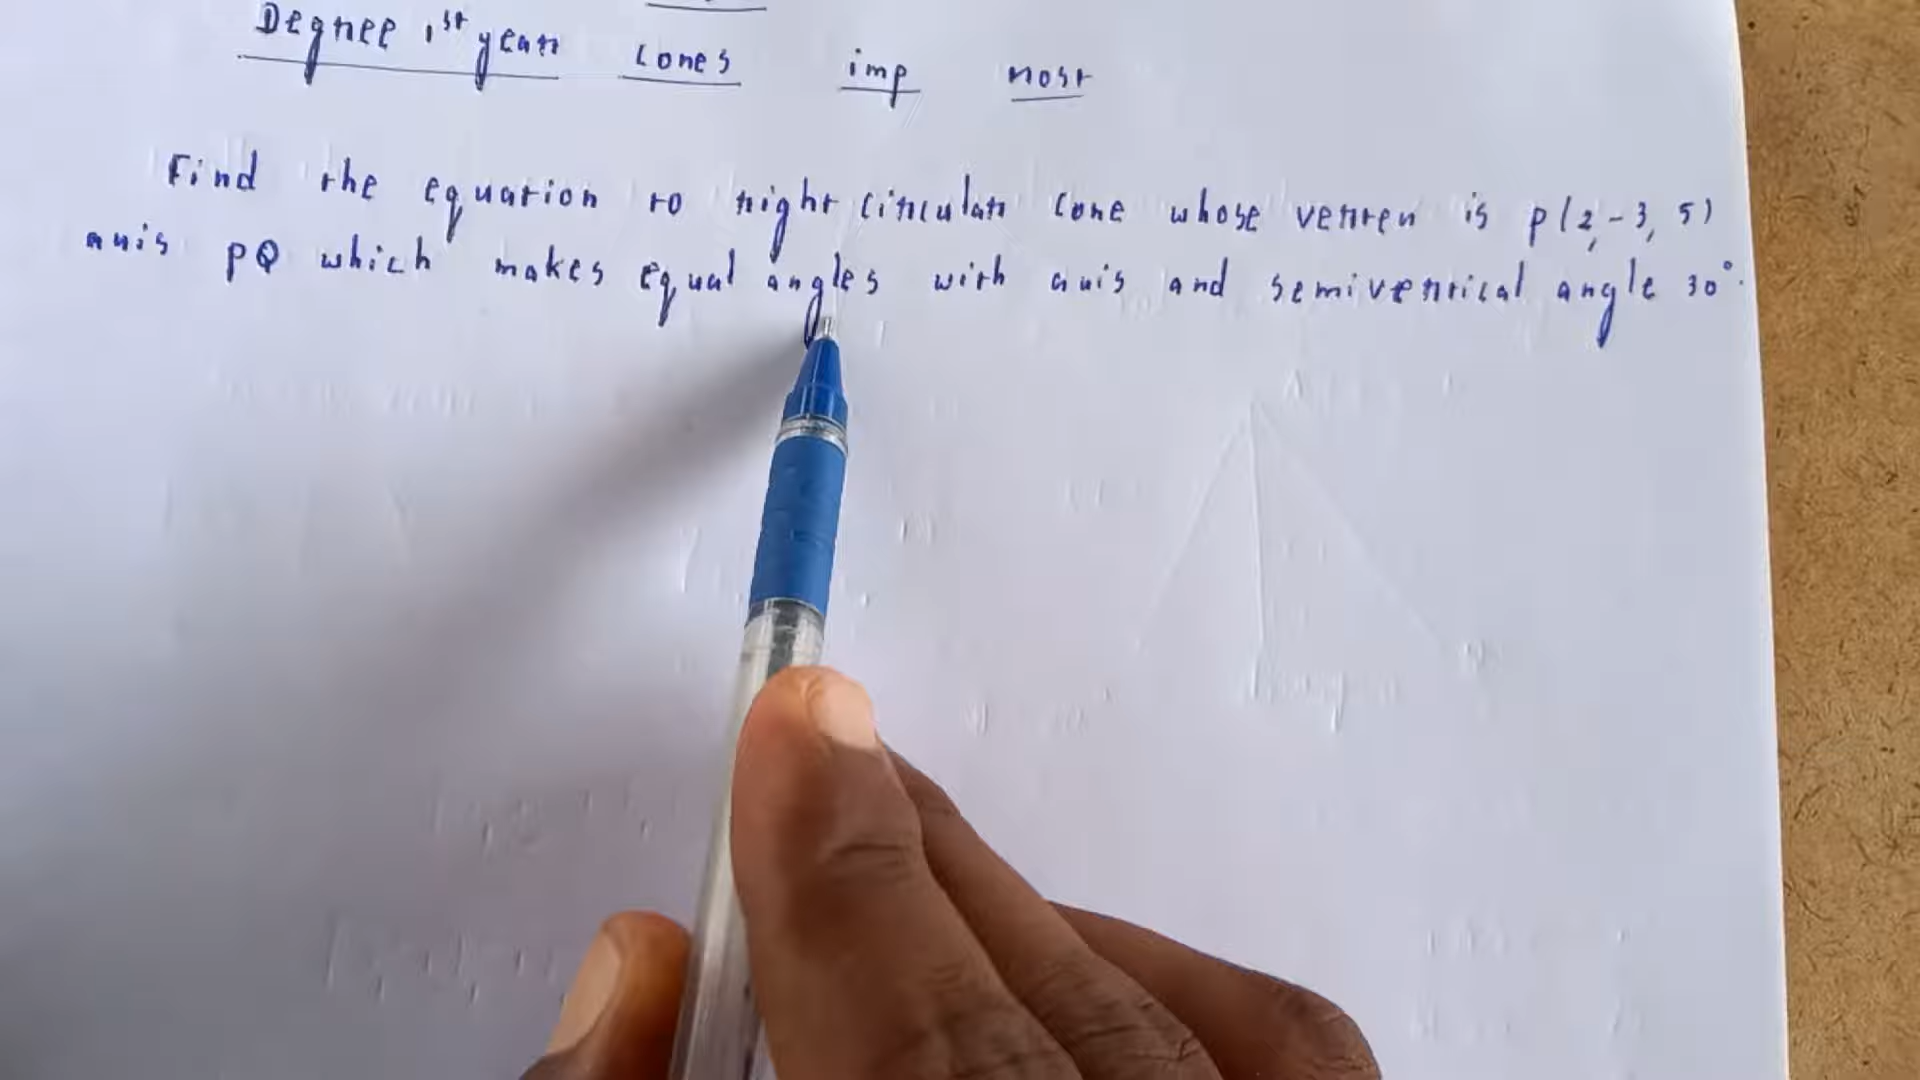 Degree 1st year cones imp most
Find the equation to right circular cone whose vertex is p(2,-3,5)
axis PQ which makes equal angles with axis and semivertical angle 30°.